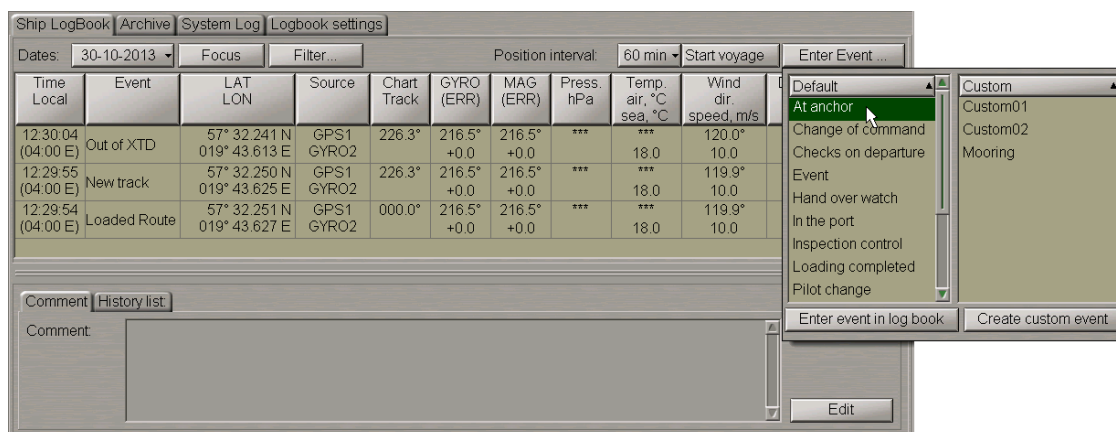 Ship LogBook Archive System Log Logbook settings
Dates: 30-10-2013 Focus Filter... Position interval: 60 min Start voyage Enter Event ...
Time Local Event LAT LON Source Chart Track GYRO (ERR) MAG (ERR) Press. hPa Temp. air, °C sea, °C Wind dir. speed, m/s
12:30:04 (04:00 E) Out of XTD 57° 32.241 N 019° 43.613 E GPS1 GYRO2 226.3° 216.5° +0.0 216.5° +0.0 *** *** 18.0 120.0° 10.0
12:29:55 (04:00 E) New track 57° 32.250 N 019° 43.625 E GPS1 GYRO2 226.3° 216.5° +0.0 216.5° +0.0 *** *** 18.0 119.9° 10.0
12:29:54 (04:00 E) Loaded Route 57° 32.251 N 019° 43.627 E GPS1 GYRO2 000.0° 216.5° +0.0 216.5° +0.0 *** *** 18.0 119.9° 10.0
Default
At anchor
Change of command
Checks on departure
Event
Hand over watch
In the port
Inspection control
Loading completed
Pilot change
Enter event in log book
Custom
Custom01
Custom02
Mooring
Create custom event
Comment History list:
Comment:
Edit